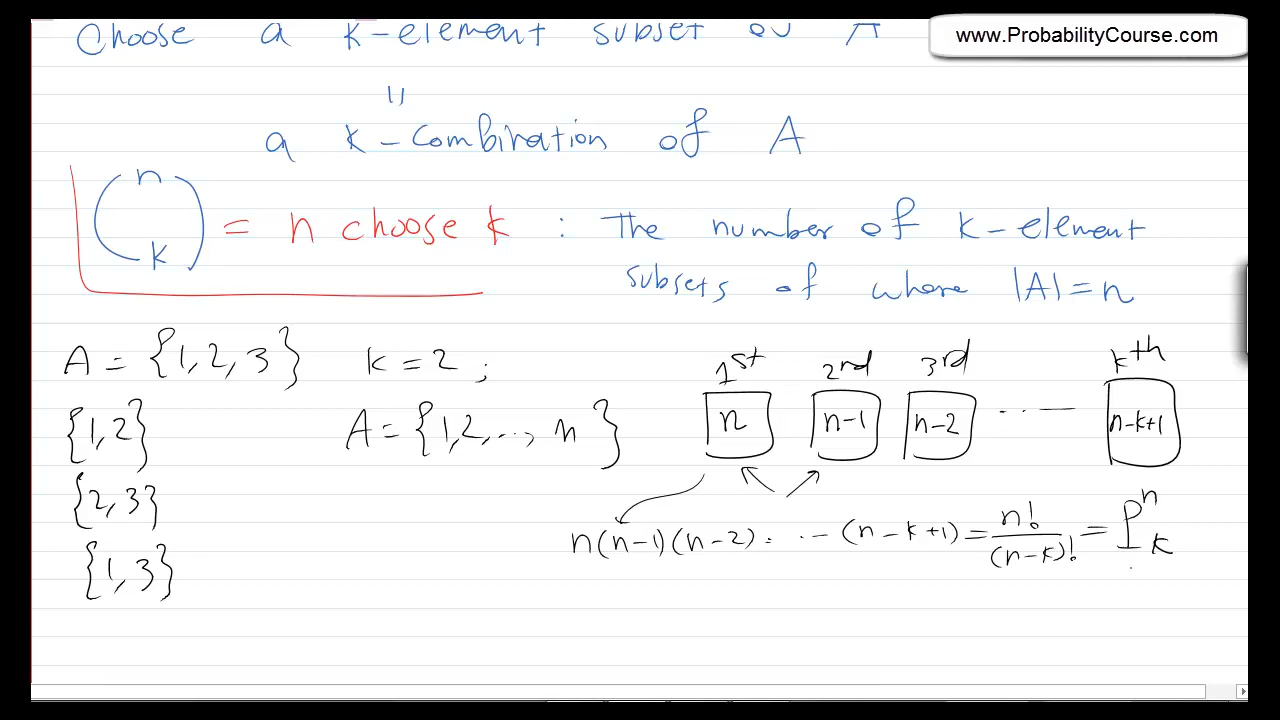 www.ProbabilityCourse.com
Choose a k-element subset of A
"
a k-combination of A
(n k) = n choose k : The number of k-element
subsets of where |A|=n
A = {1,2,3} k=2 ;
1st 2nd 3rd kth
{1,2} A={1,2,..., n} n n-1 n-2 ... n-k+1
{2,3}
n(n-1)(n-2)....(n-k+1)=n!/(n-k)!=P^n_k
{1,3}